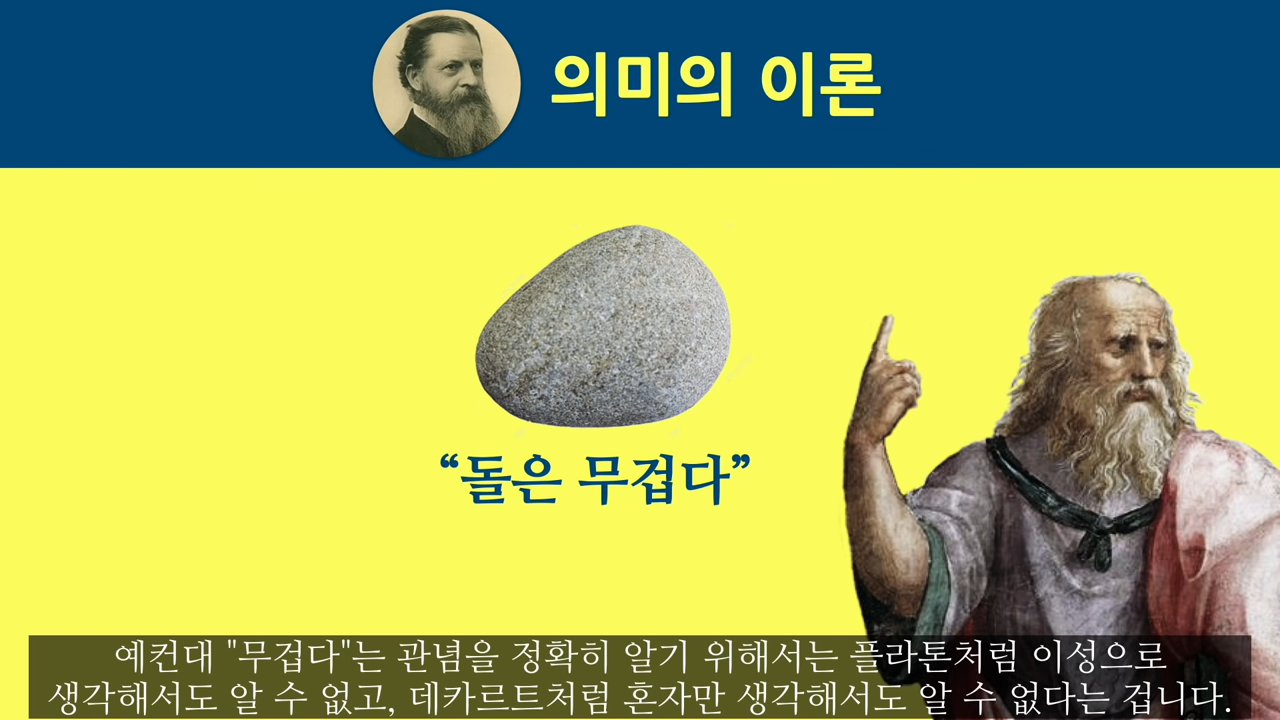 의미의 이론
“돌은 무겁다”
예컨대 "무겁다"는 관념을 정확히 알기 위해서는 플라톤처럼 이성으로
생각해서도 알 수 없고, 데카르트처럼 혼자만 생각해서도 알 수 없다는 겁니다.